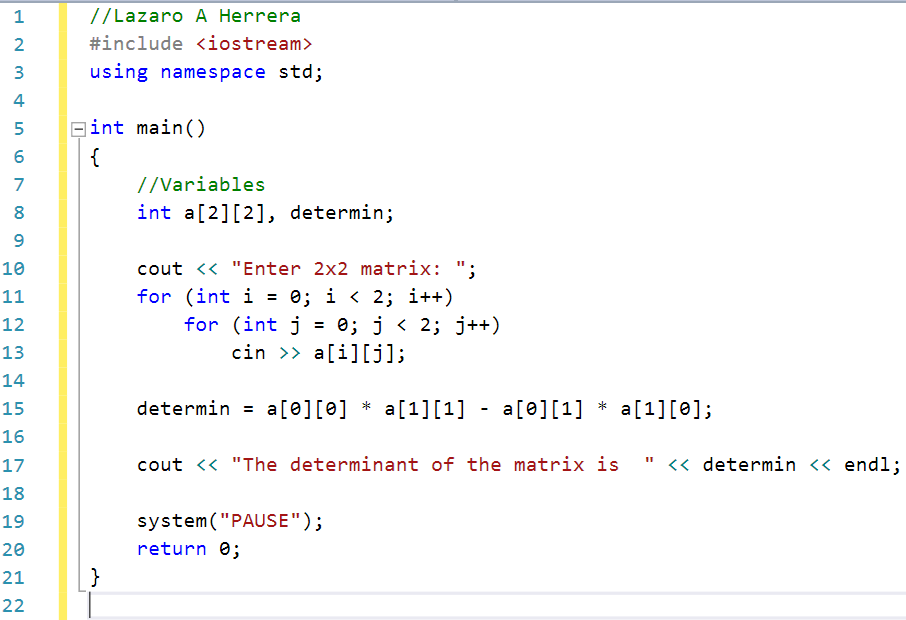 1 //Lazaro A Herrera
2 #include <iostream>
3 using namespace std;
4
5 int main()
6 {
7     //Variables
8     int a[2][2], determin;
9
10     cout << "Enter 2x2 matrix: ";
11     for (int i = 0; i < 2; i++)
12         for (int j = 0; j < 2; j++)
13             cin >> a[i][j];
14
15     determin = a[0][0] * a[1][1] - a[0][1] * a[1][0];
16
17     cout << "The determinant of the matrix is  " << determin << endl;
18
19     system("PAUSE");
20     return 0;
21 }
22